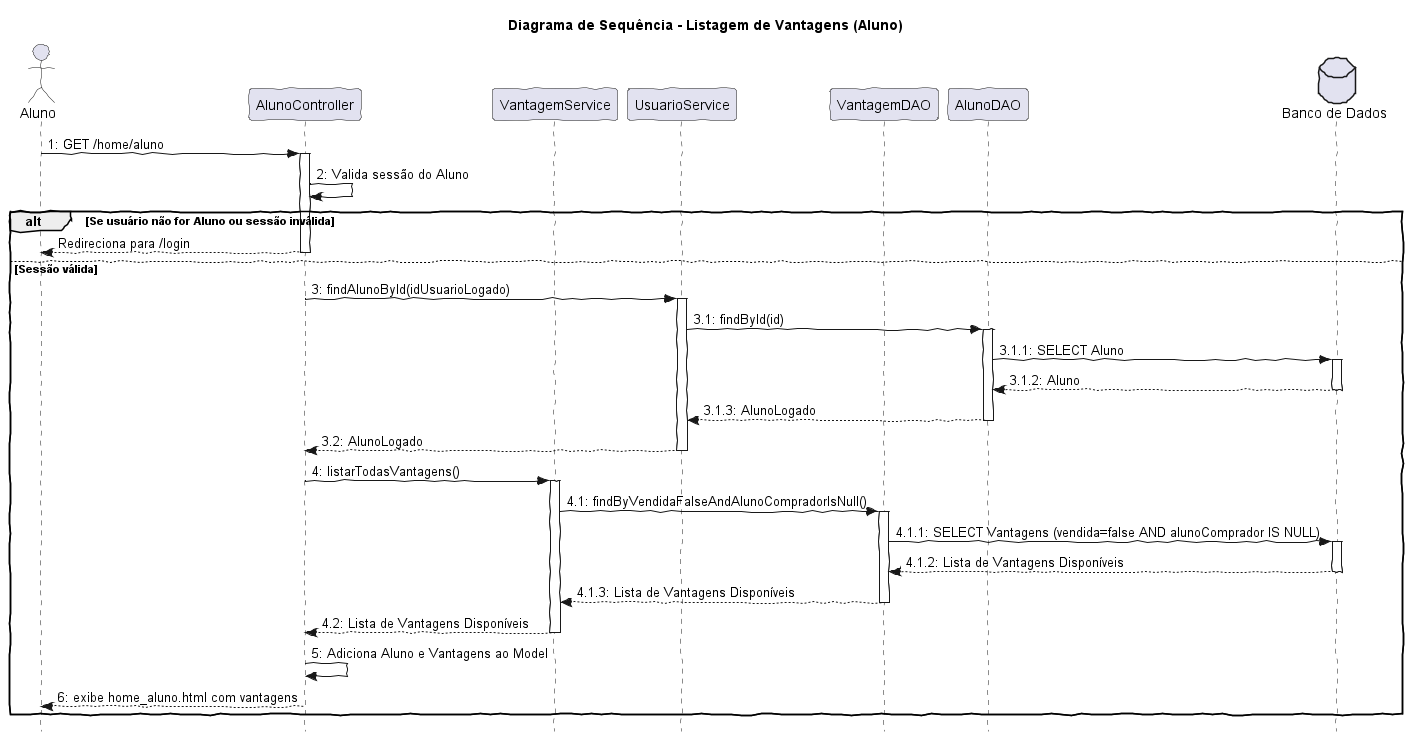 Diagrama de Sequência - Listagem de Vantagens (Aluno)
Aluno
AlunoController
VantagemService
UsuarioService
VantagemDAO
AlunoDAO
Banco de Dados
1: GET /home/aluno
2: Valida sessão do Aluno
alt
[Se usuário não for Aluno ou sessão inválida]
Redireciona para /login
[Sessão válida]
3: findAlunoById(idUsuarioLogado)
3.1: findById(id)
3.1.1: SELECT Aluno
3.1.2: Aluno
3.1.3: AlunoLogado
3.2: AlunoLogado
4: listarTodasVantagens()
4.1: findByVendidaFalseAndAlunoCompradorIsNull()
4.1.1: SELECT Vantagens (vendida=false AND alunoComprador IS NULL)
4.1.2: Lista de Vantagens Disponíveis
4.1.3: Lista de Vantagens Disponíveis
4.2: Lista de Vantagens Disponíveis
5: Adiciona Aluno e Vantagens ao Model
6: exibe home_aluno.html com vantagens